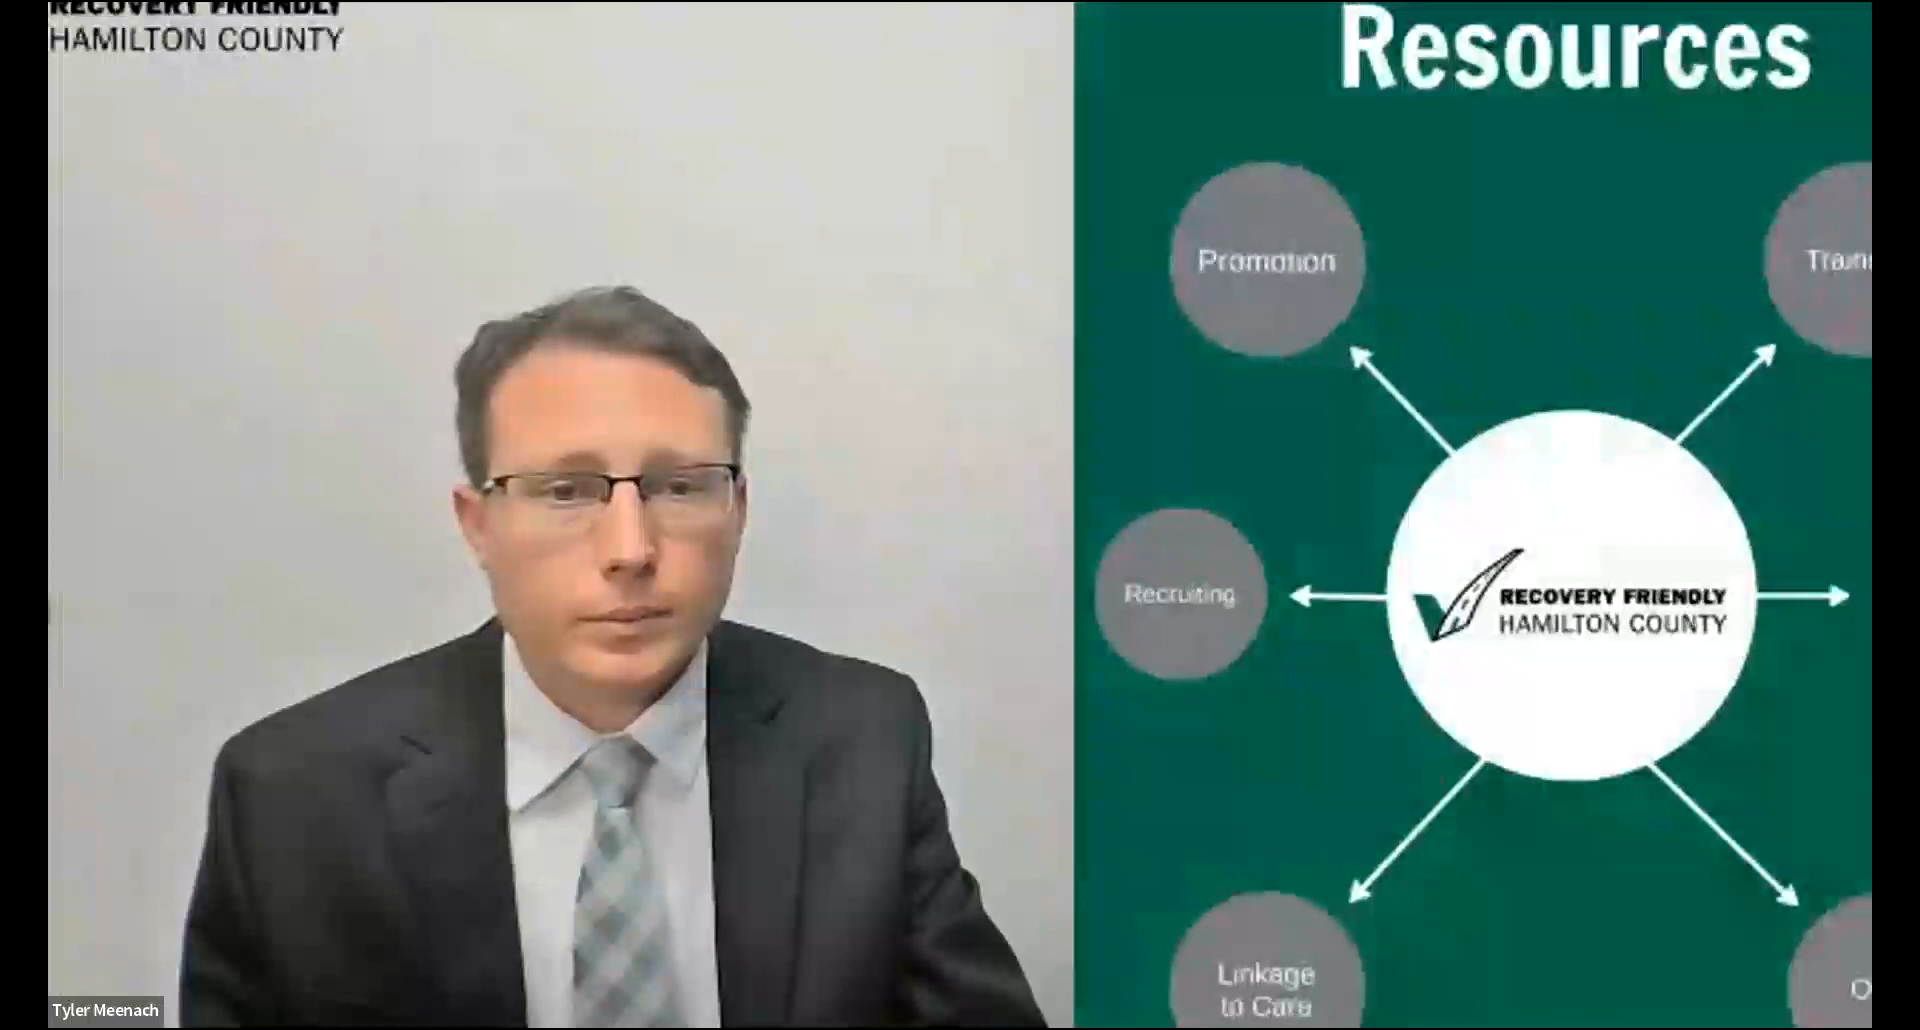 RECOVERY FRIENDLY
HAMILTON COUNTY
Resources
Promotion
Recruiting
RECOVERY FRIENDLY
HAMILTON COUNTY
Linkage
to Care
Tyler Meenach